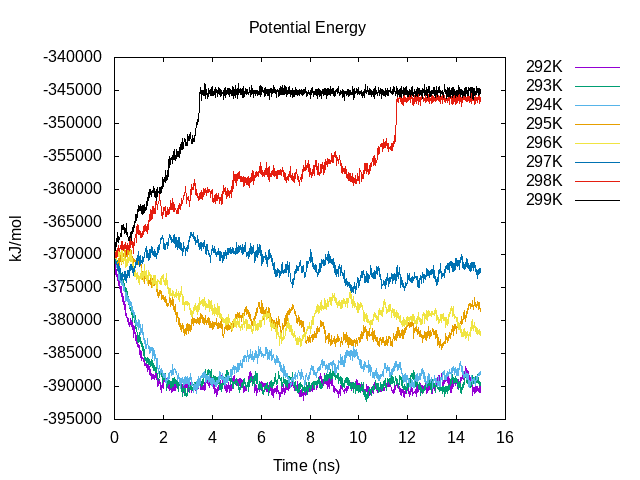 Potential Energy
-340000
-345000
-350000
-355000
-360000
-365000
-370000
-375000
-380000
-385000
-390000
-395000
kJ/mol
0 2 4 6 8 10 12 14 16
Time (ns)
292K
293K
294K
295K
296K
297K
298K
299K